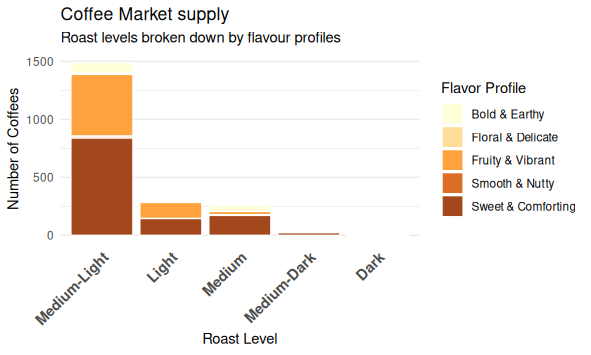 Coffee Market supply
Roast levels broken down by flavour profiles
Number of Coffees
1500
1000
500
0
Medium-Light
Light
Medium
Medium-Dark
Dark
Roast Level
Flavor Profile
Bold & Earthy
Floral & Delicate
Fruity & Vibrant
Smooth & Nutty
Sweet & Comforting